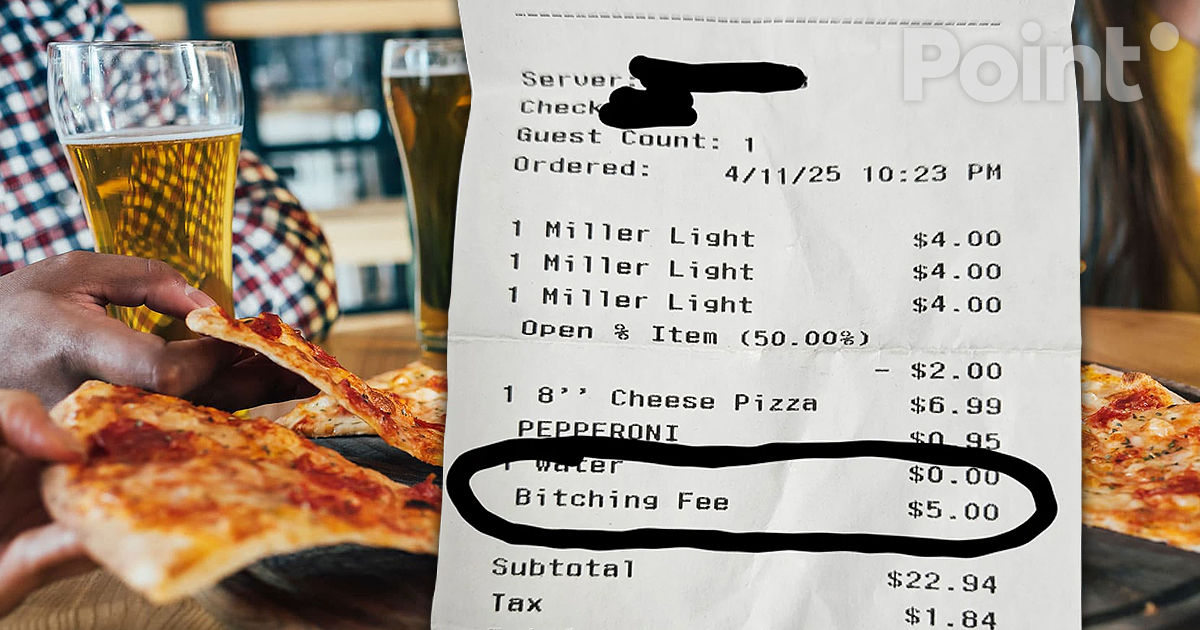 Point
Server:
Check
Guest Count: 1
Ordered: 4/11/25 10:23 PM
1 Miller Light $4.00
1 Miller Light $4.00
1 Miller Light $4.00
Open % Item (50.00%)
- $2.00
1 8’’ Cheese Pizza $6.99
PEPPERONI $0.95
1 water $0.00
Bitching Fee $5.00
Subtotal $22.94
Tax $1.84